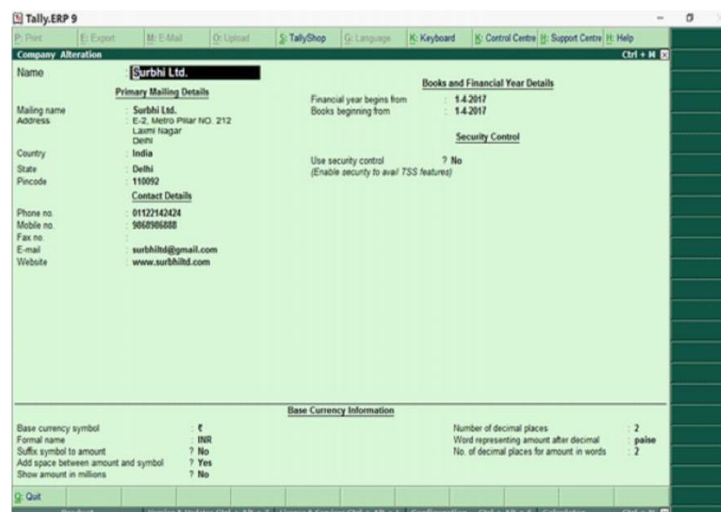 Tally.ERP 9
P: Print E: Export M: E-Mail O: Upload S: TallyShop G: Language K: Keyboard K: Control Centre H: Support Centre H: Help
Company Alteration Ctrl + M
Name : Surbhi Ltd.
Primary Mailing Details
Mailing name : Surbhi Ltd.
Address : E-2, Metro Pillar NO. 212
Laxmi Nagar
Delhi
Country : India
State : Delhi
Pincode : 110092
Contact Details
Phone no. : 01122142424
Mobile no. : 9868986888
Fax no. :
E-mail : surbhiltd@gmail.com
Website : www.surbhiltd.com
Books and Financial Year Details
Financial year begins from : 1-4-2017
Books beginning from : 1-4-2017
Security Control
Use security control ? No
(Enable security to avail TSS features)
Base Currency Information
Base currency symbol : ₹
Formal name : INR
Suffix symbol to amount ? No
Add space between amount and symbol ? Yes
Show amount in millions ? No
Number of decimal places : 2
Word representing amount after decimal : paise
No. of decimal places for amount in words : 2
Q: Quit